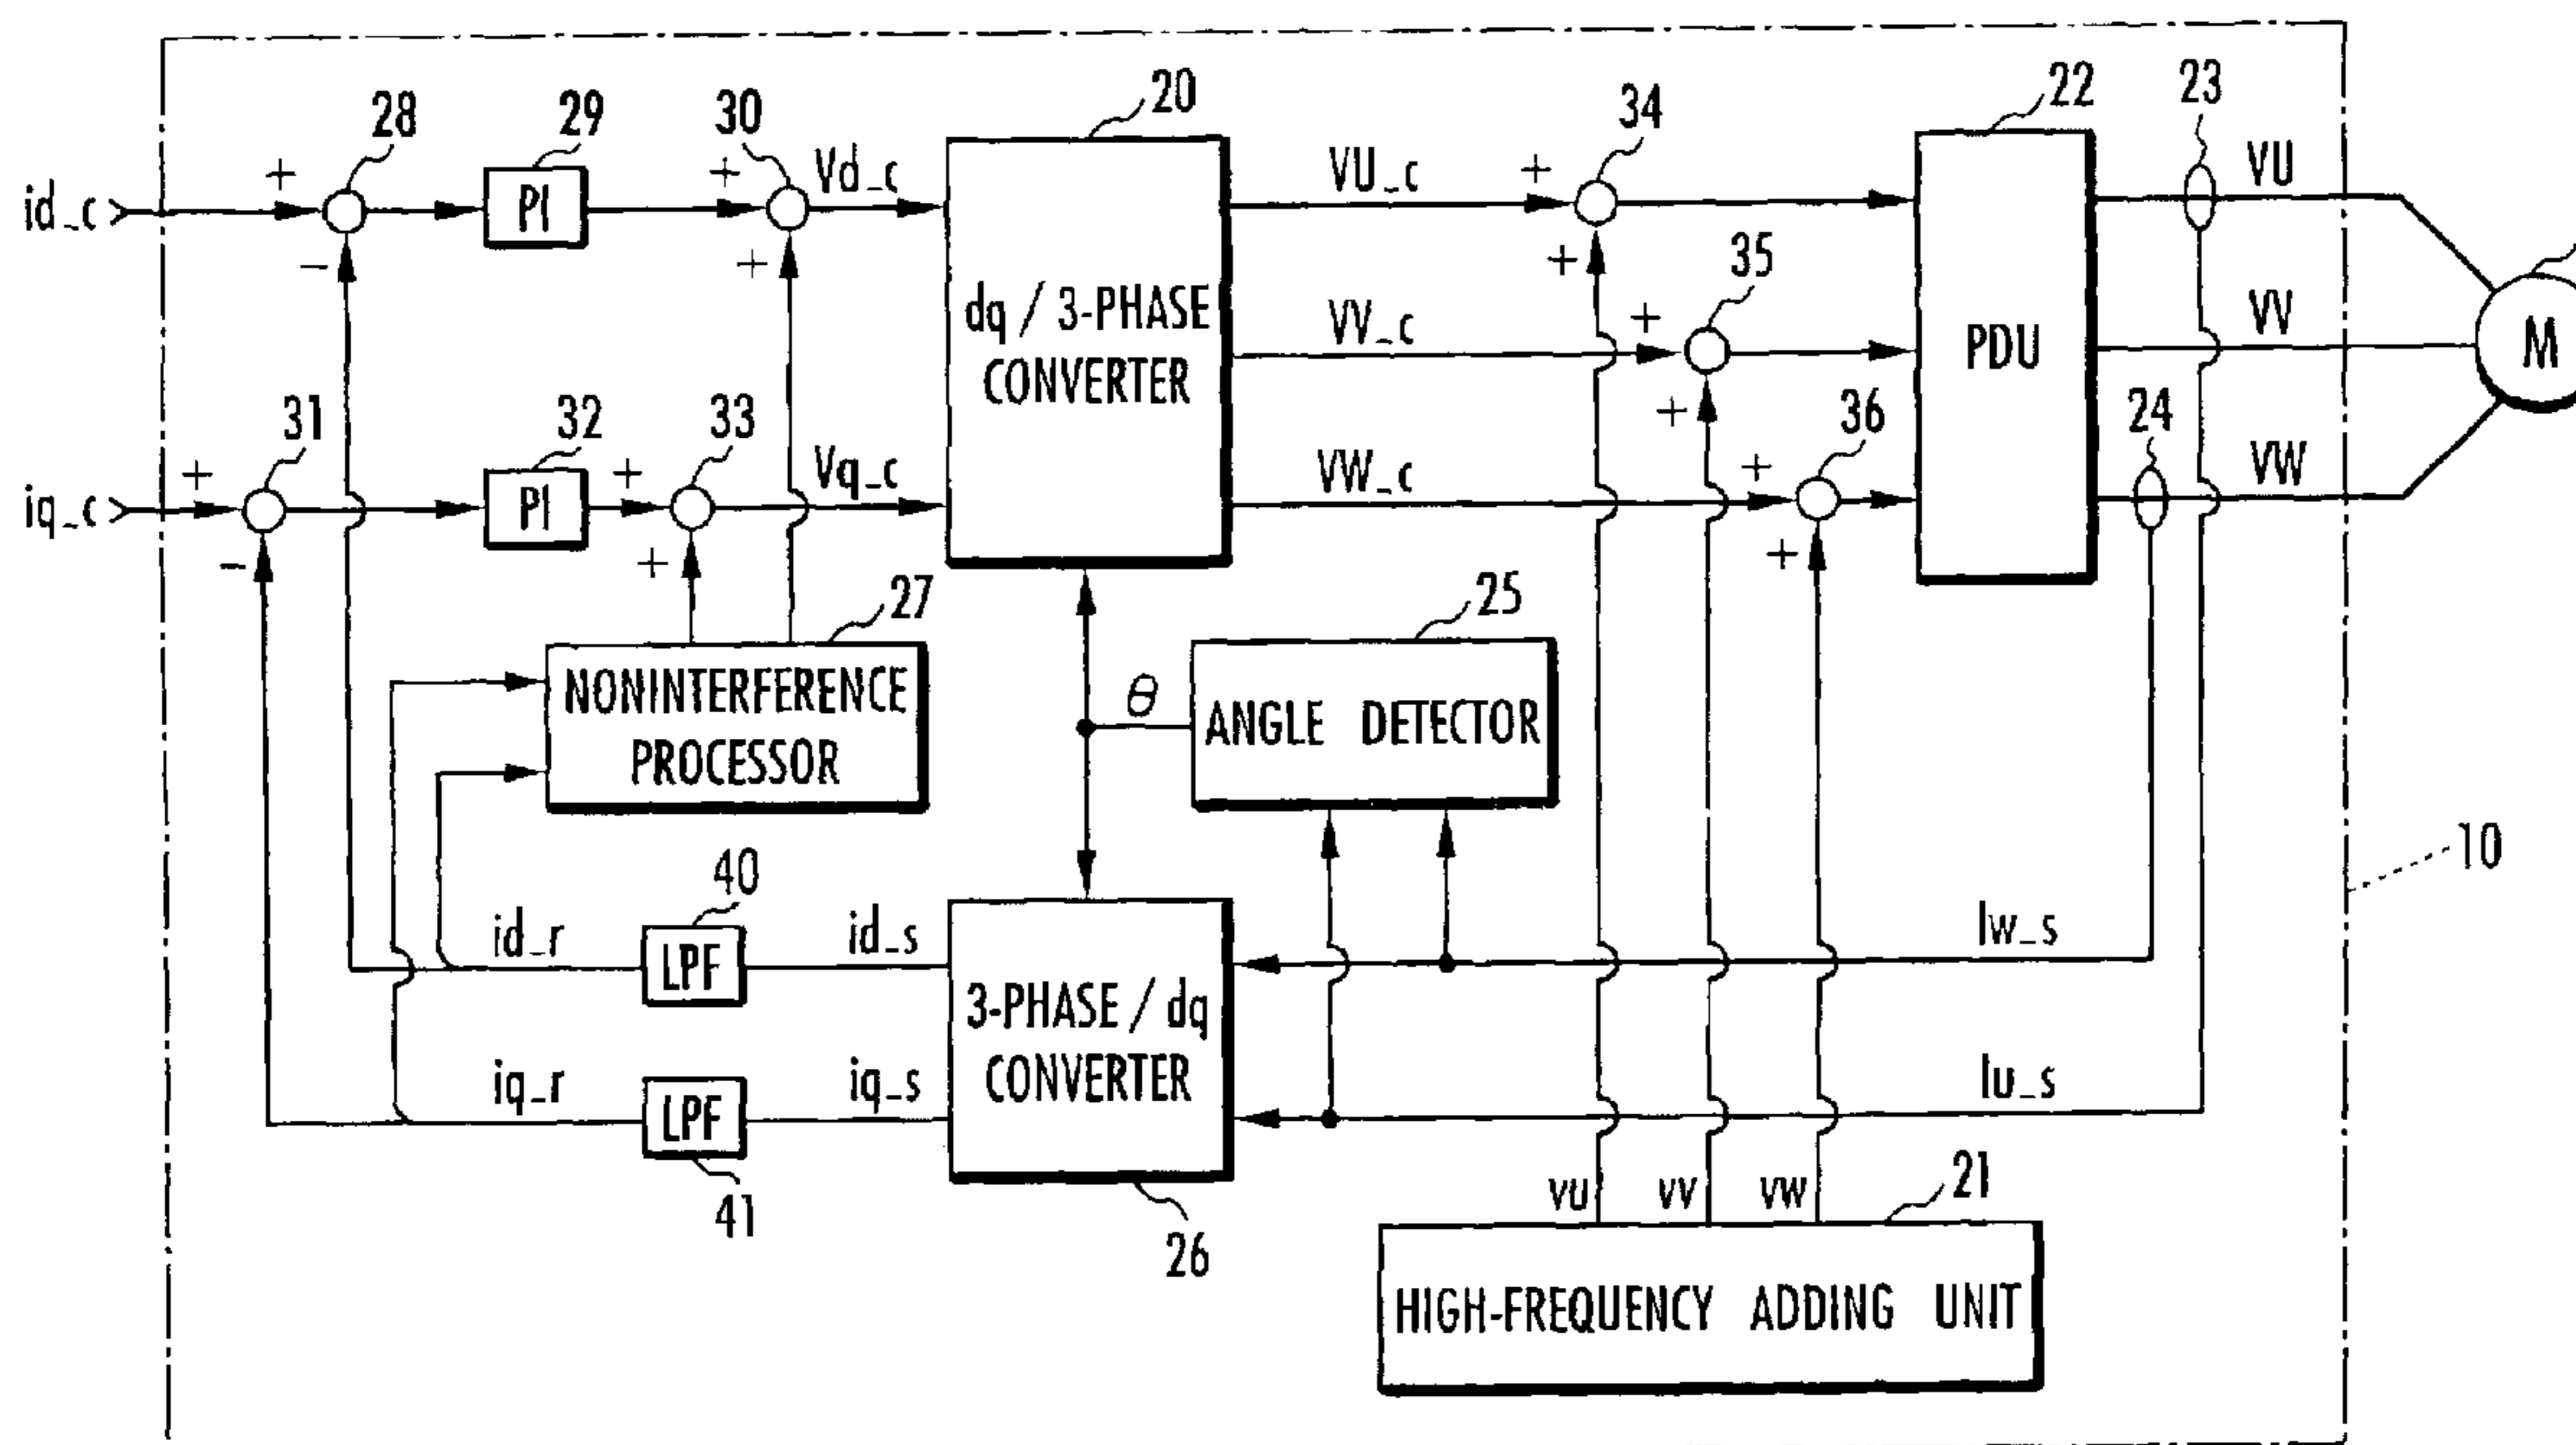 20
22
23
28
29
30
34
VU
+
+
Vd_c
VU_c
+
id_c
PI
−
+
+
35
dq / 3-PHASE
CONVERTER
VV_c
+
PDU
VV
M
31
32
33
+
36
24
+
+
Vq_c
VW_c
+
VW
iq_c
PI
−
+
+
27
25
NONINTERFERENCE
PROCESSOR
θ
ANGLE DETECTOR
10
40
id_r
LPF
id_s
Iw_s
3-PHASE / dq
CONVERTER
iq_r
LPF
iq_s
Iu_s
41
26
vu
vv
vw
21
HIGH-FREQUENCY ADDING UNIT